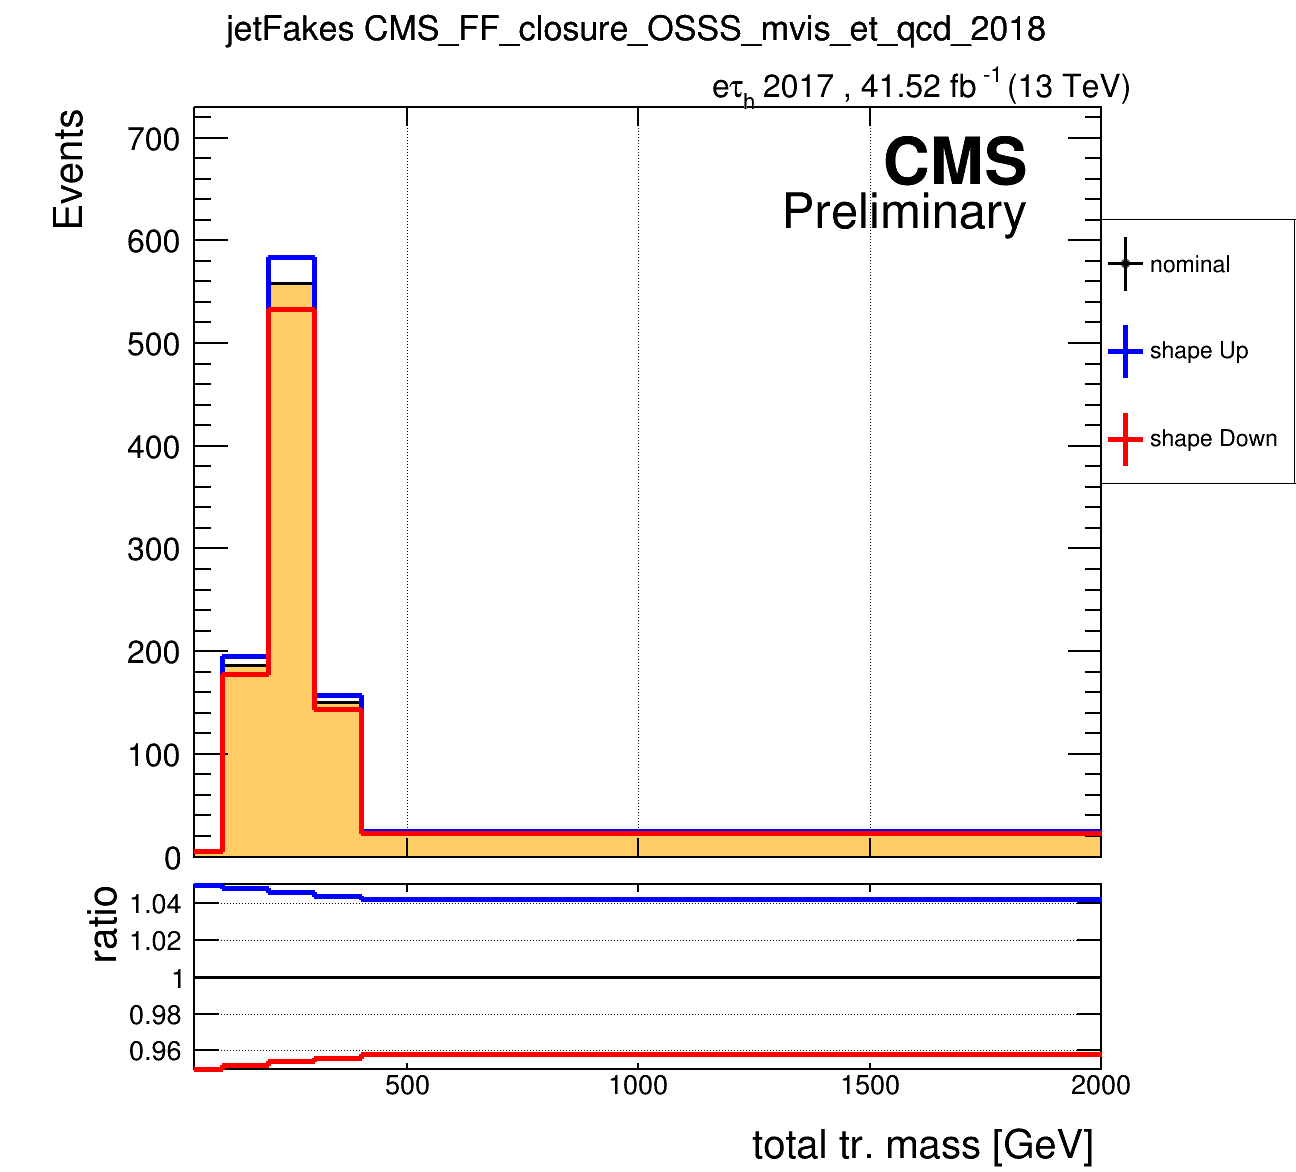 jetFakes CMS_FF_closure_OSSS_mvis_et_qcd_2018
eτh 2017 , 41.52 fb-1 (13 TeV)
Events
700
600
500
400
300
200
100
0
CMS
Preliminary
nominal
shape Up
shape Down
ratio
1.04
1.02
1
0.98
0.96
500
1000
1500
2000
total tr. mass [GeV]